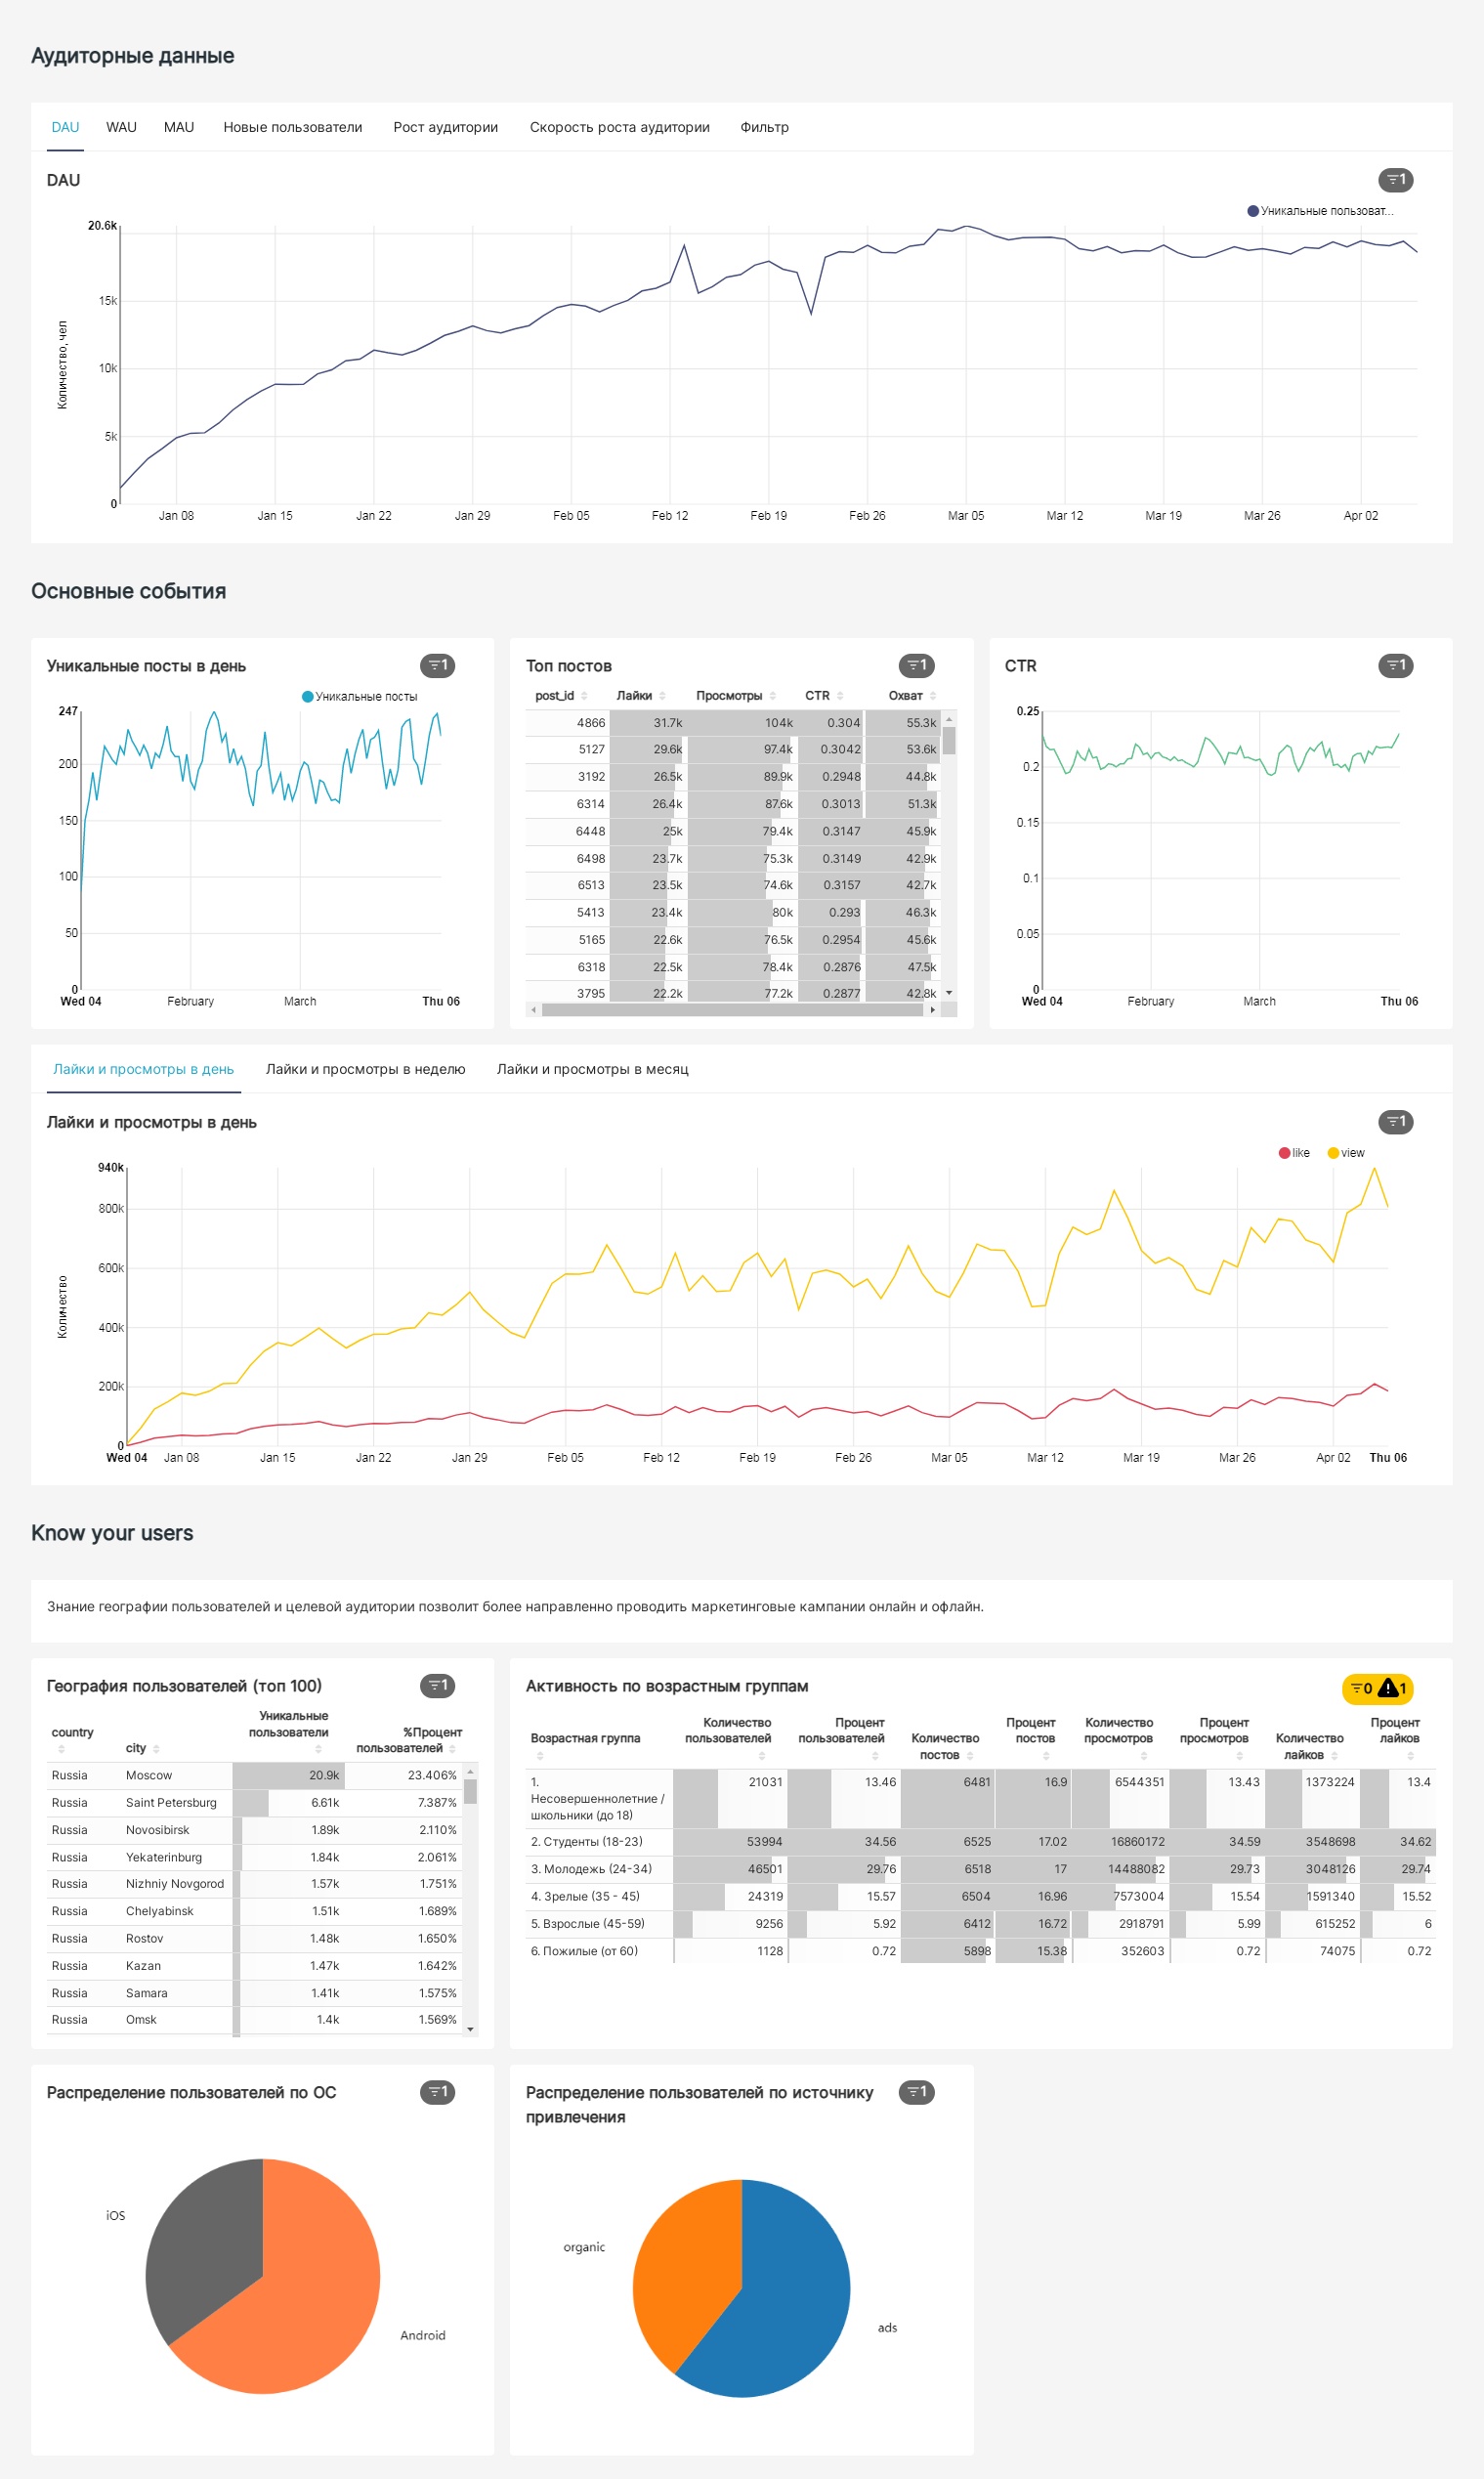 Аудиторные данные
DAU WAU MAU Новые пользователи Рост аудитории Скорость роста аудитории Фильтр
DAU 1
Уникальные пользоват...
20.6k
15k
10k
5k
0
Количество, чел
Jan 08 Jan 15 Jan 22 Jan 29 Feb 05 Feb 12 Feb 19 Feb 26 Mar 05 Mar 12 Mar 19 Mar 26 Apr 02
Основные события
Уникальные посты в день 1
Уникальные посты
247
200
150
100
50
0
Wed 04 February March Thu 06
Топ постов 1
post_id Лайки Просмотры CTR Охват
4866 31.7k 104k 0.304 55.3k
5127 29.6k 97.4k 0.3042 53.6k
3192 26.5k 89.9k 0.2948 44.8k
6314 26.4k 87.6k 0.3013 51.3k
6448 25k 79.4k 0.3147 45.9k
6498 23.7k 75.3k 0.3149 42.9k
6513 23.5k 74.6k 0.3157 42.7k
5413 23.4k 80k 0.293 46.3k
5165 22.6k 76.5k 0.2954 45.6k
6318 22.5k 78.4k 0.2876 47.5k
3795 22.2k 77.2k 0.2877 42.8k
CTR 1
0.25
0.2
0.15
0.1
0.05
0
Wed 04 February March Thu 06
Лайки и просмотры в день Лайки и просмотры в неделю Лайки и просмотры в месяц
Лайки и просмотры в день 1
like view
940k
800k
600k
400k
200k
0
Количество
Wed 04 Jan 08 Jan 15 Jan 22 Jan 29 Feb 05 Feb 12 Feb 19 Feb 26 Mar 05 Mar 12 Mar 19 Mar 26 Apr 02 Thu 06
Know your users
Знание географии пользователей и целевой аудитории позволит более направленно проводить маркетинговые кампании онлайн и офлайн.
География пользователей (топ 100) 1
country city Уникальные пользователи %Процент пользователей
Russia Moscow 20.9k 23.406%
Russia Saint Petersburg 6.61k 7.387%
Russia Novosibirsk 1.89k 2.110%
Russia Yekaterinburg 1.84k 2.061%
Russia Nizhniy Novgorod 1.57k 1.751%
Russia Chelyabinsk 1.51k 1.689%
Russia Rostov 1.48k 1.650%
Russia Kazan 1.47k 1.642%
Russia Samara 1.41k 1.575%
Russia Omsk 1.4k 1.569%
Активность по возрастным группам 0 1
Возрастная группа Количество пользователей Процент пользователей Количество постов Процент постов Количество просмотров Процент просмотров Количество лайков Процент лайков
1. Несовершеннолетние / школьники (до 18) 21031 13.46 6481 16.9 6544351 13.43 1373224 13.4
2. Студенты (18-23) 53994 34.56 6525 17.02 16860172 34.59 3548698 34.62
3. Молодежь (24-34) 46501 29.76 6518 17 14488082 29.73 3048126 29.74
4. Зрелые (35 - 45) 24319 15.57 6504 16.96 7573004 15.54 1591340 15.52
5. Взрослые (45-59) 9256 5.92 6412 16.72 2918791 5.99 615252 6
6. Пожилые (от 60) 1128 0.72 5898 15.38 352603 0.72 74075 0.72
Распределение пользователей по ОС 1
iOS
Android
Распределение пользователей по источнику 1
привлечения
organic
ads